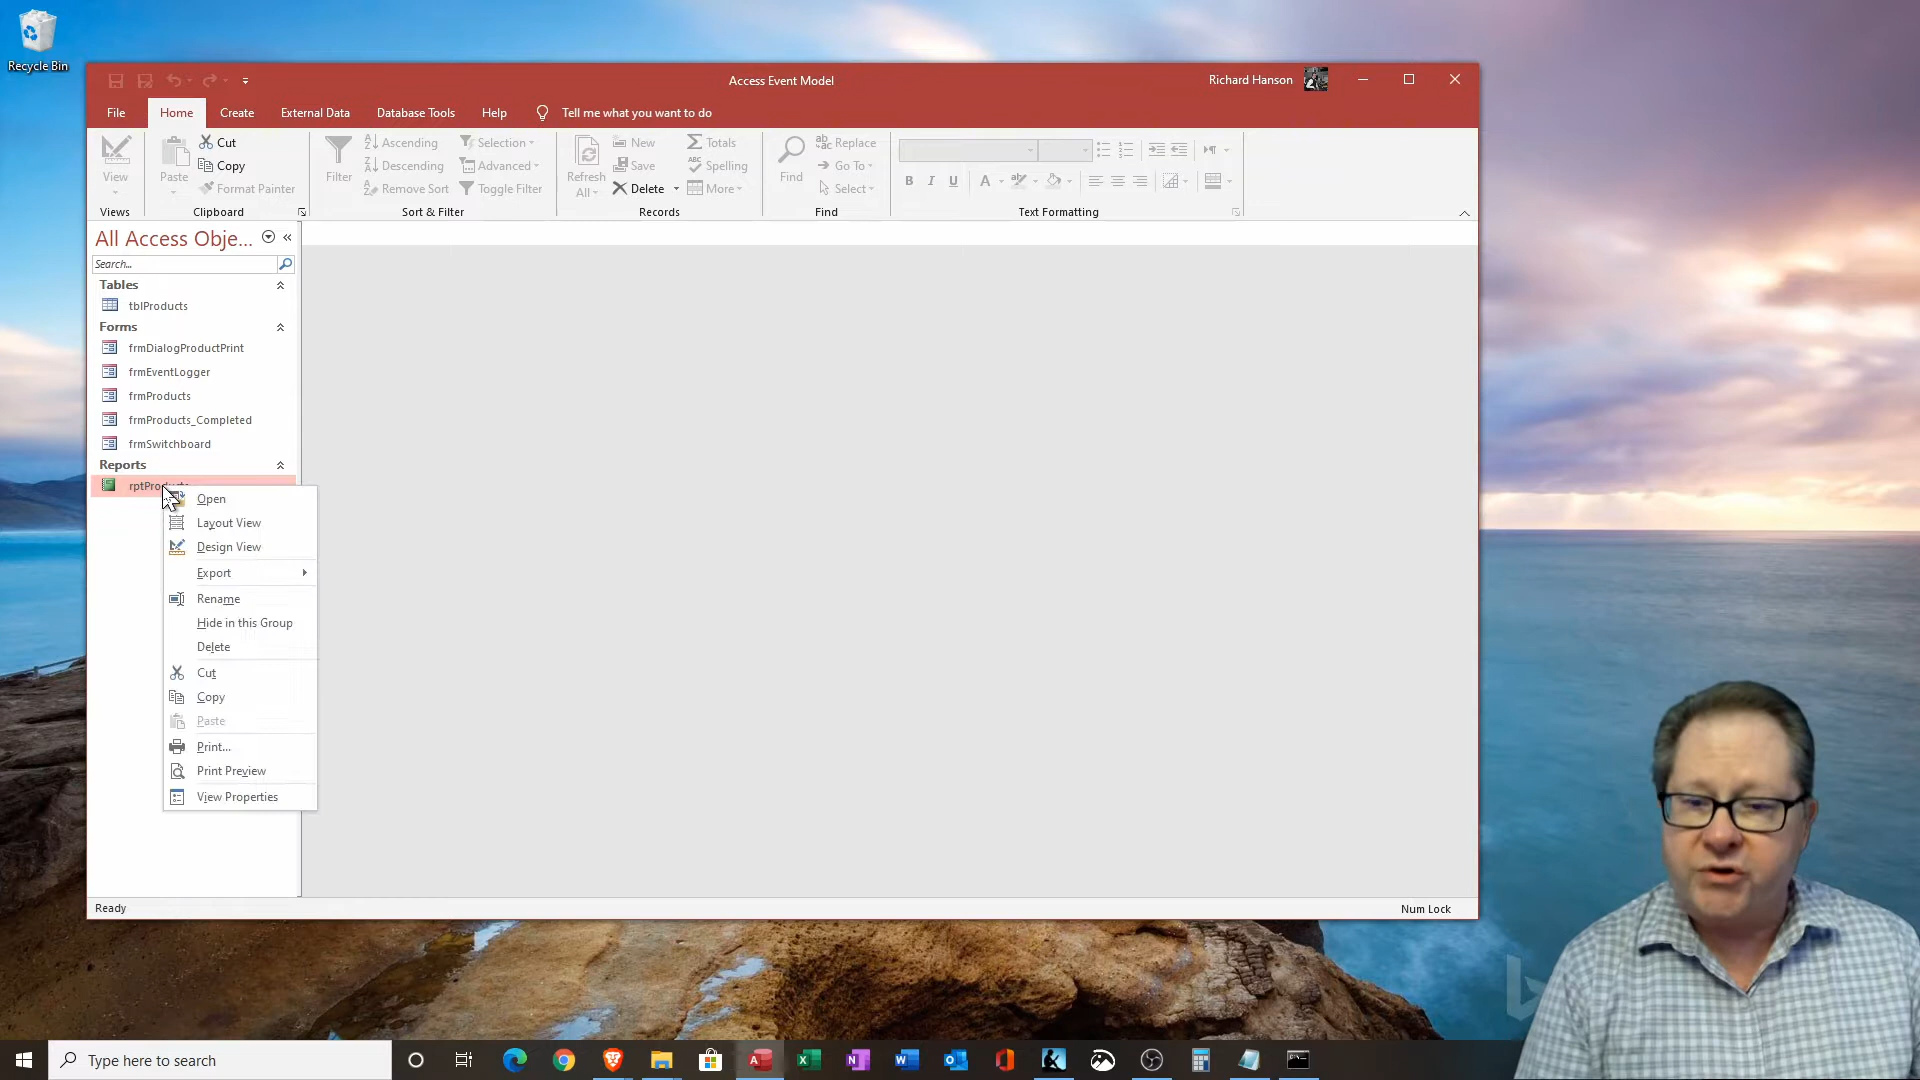 Recycle Bin
Access Event Model
Richard Hanson
File Home Create External Data Database Tools Help Tell me what you want to do
View
Views
Paste
Cut
Copy
Format Painter
Clipboard
Filter
Ascending
Descending
Remove Sort
Selection
Advanced
Toggle Filter
Sort & Filter
Refresh
All
New
Save
Delete
Totals
Spelling
More
Records
Find
Replace
Go To
Select
Find
B I U A
Text Formatting
All Access Obje...
Search...
Tables
tblProducts
Forms
frmDialogProductPrint
frmEventLogger
frmProducts
frmProducts_Completed
frmSwitchboard
Reports
rptProducts
Open
Layout View
Design View
Export
Rename
Hide in this Group
Delete
Cut
Copy
Paste
Print...
Print Preview
View Properties
Ready
Num Lock
Type here to search